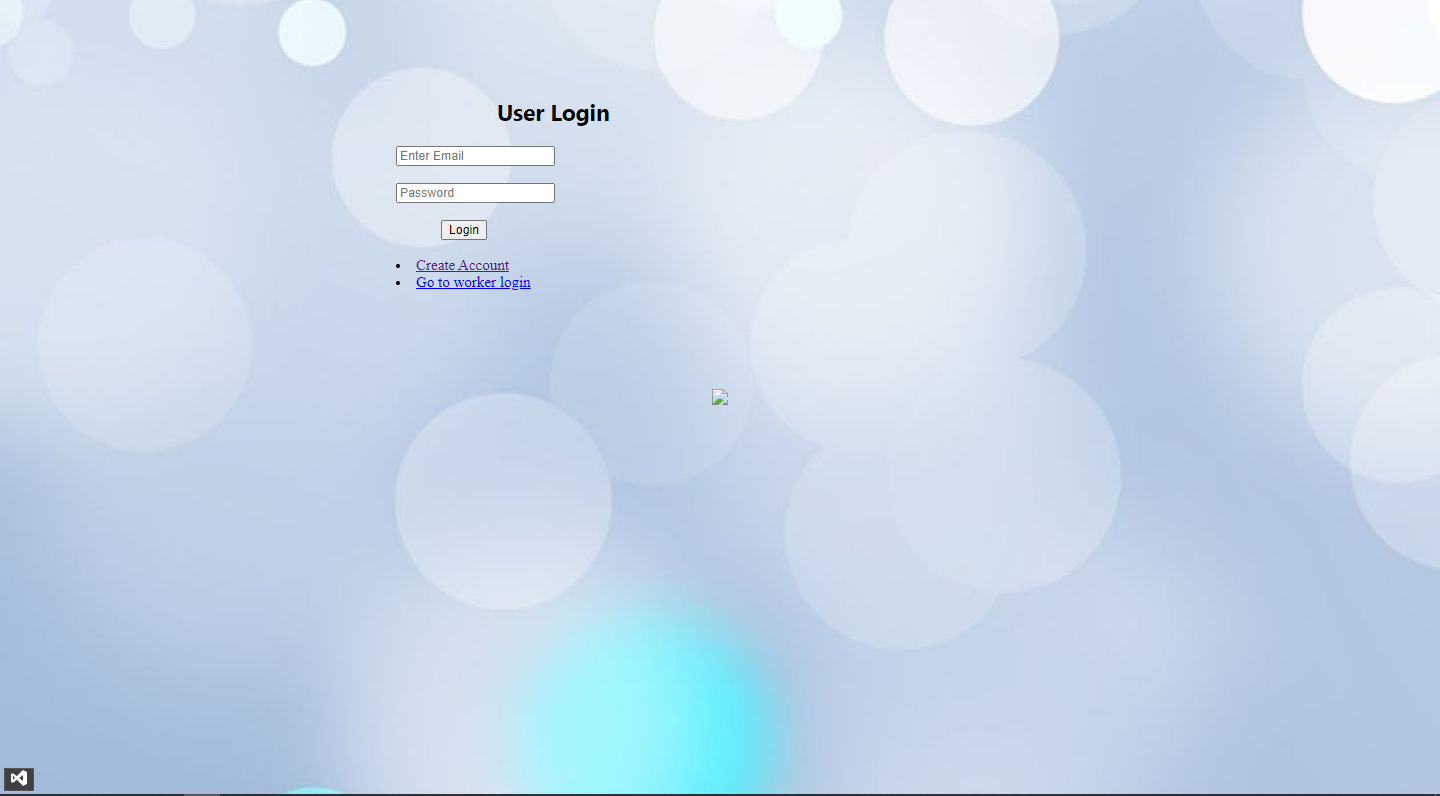 User Login
Enter Email
Password
Login
Create Account
Go to worker login